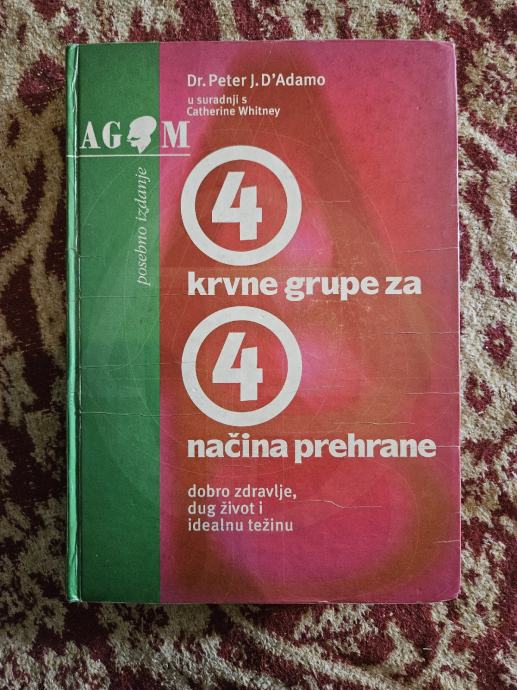 Dr. Peter J. D'Adamo
u suradnji s
Catherine Whitney
AGM
posebno izdanje
4
krvne grupe za
4
načina prehrane
dobro zdravlje,
dug život i
idealnu težinu